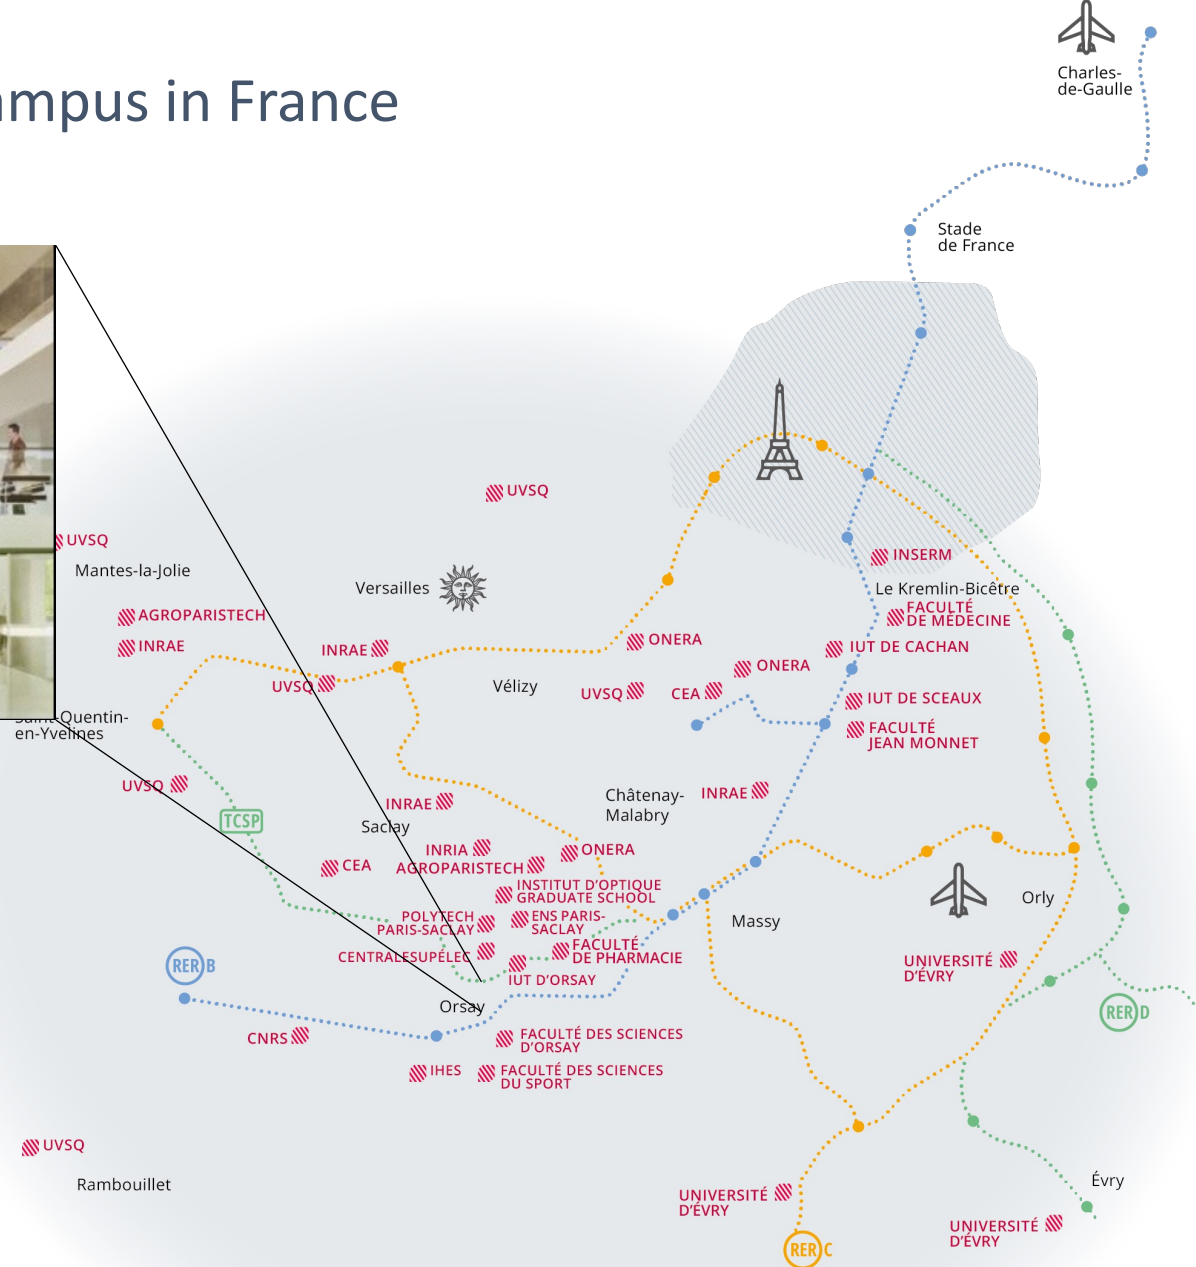 Charles-
de-Gaulle
ampus in France
Stade
de France
UVSQ
UVSQ
INSERM
Mantes-la-Jolie
Versailles
Le Kremlin-Bicêtre
AGROPARISTECH
FACULTÉ
DE MÉDECINE
INRAE
INRAE
ONERA
IUT DE CACHAN
ONERA
UVSQ
Vélizy
UVSQ
CEA
IUT DE SCEAUX
Saint-Quentin-
en-Yvelines
FACULTÉ
JEAN MONNET
UVSQ
INRAE
Châtenay-
Malabry
INRAE
TCSP
Saclay
INRIA
ONERA
CEA
AGROPARISTECH
INSTITUT D'OPTIQUE
GRADUATE SCHOOL
Orly
POLYTECH
PARIS-SACLAY
ENS PARIS-
SACLAY
Massy
CENTRALESUPÉLEC
FACULTÉ
DE PHARMACIE
RER B
IUT D'ORSAY
UNIVERSITÉ
D'ÉVRY
Orsay
RER D
CNRS
FACULTÉ DES SCIENCES
D'ORSAY
IHES
FACULTÉ DES SCIENCES
DU SPORT
UVSQ
Rambouillet
Évry
UNIVERSITÉ
D'ÉVRY
UNIVERSITÉ
D'ÉVRY
RER C